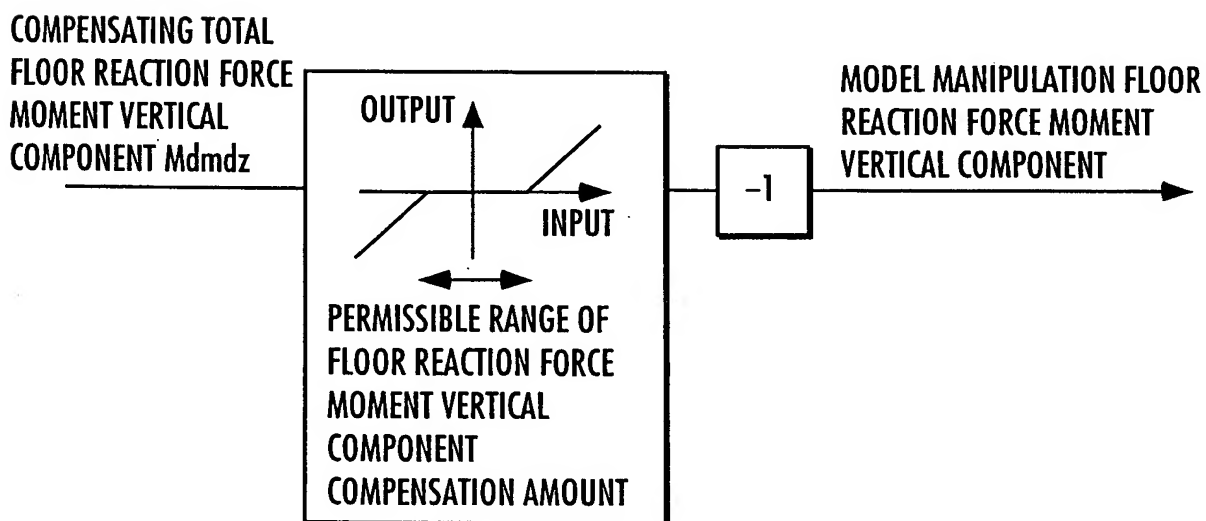 COMPENSATING TOTAL
FLOOR REACTION FORCE
MOMENT VERTICAL
COMPONENT Mdmdz
OUTPUT
INPUT
PERMISSIBLE RANGE OF
FLOOR REACTION FORCE
MOMENT VERTICAL
COMPONENT
COMPENSATION AMOUNT
-1
MODEL MANIPULATION FLOOR
REACTION FORCE MOMENT
VERTICAL COMPONENT